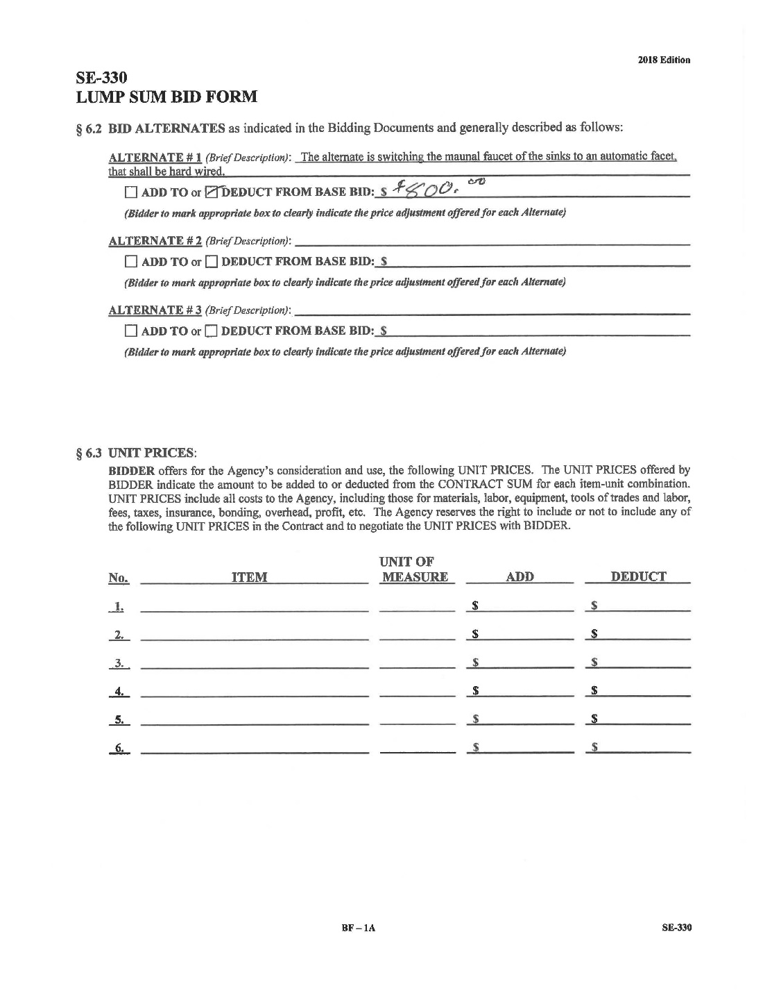 2018 Edition
SE-330
LUMP SUM BID FORM
§ 6.2 BID ALTERNATES as indicated in the Bidding Documents and generally described as follows:
ALTERNATE # 1 (Brief Description): The alternate is switching the maunal faucet of the sinks to an automatic facet,
that shall be hard wired.
☐ ADD TO or ☑ DEDUCT FROM BASE BID: $ $800.00
(Bidder to mark appropriate box to clearly indicate the price adjustment offered for each Alternate)
ALTERNATE # 2 (Brief Description):
☐ ADD TO or ☐ DEDUCT FROM BASE BID: $
(Bidder to mark appropriate box to clearly indicate the price adjustment offered for each Alternate)
ALTERNATE # 3 (Brief Description):
☐ ADD TO or ☐ DEDUCT FROM BASE BID: $
(Bidder to mark appropriate box to clearly indicate the price adjustment offered for each Alternate)
§ 6.3 UNIT PRICES:
BIDDER offers for the Agency's consideration and use, the following UNIT PRICES. The UNIT PRICES offered by
BIDDER indicate the amount to be added to or deducted from the CONTRACT SUM for each item-unit combination.
UNIT PRICES include all costs to the Agency, including those for materials, labor, equipment, tools of trades and labor,
fees, taxes, insurance, bonding, overhead, profit, etc. The Agency reserves the right to include or not to include any of
the following UNIT PRICES in the Contract and to negotiate the UNIT PRICES with BIDDER.
UNIT OF
No. ITEM MEASURE ADD DEDUCT
1. $ $
2. $ $
3. $ $
4. $ $
5. $ $
6. $ $
BF – 1A SE-330